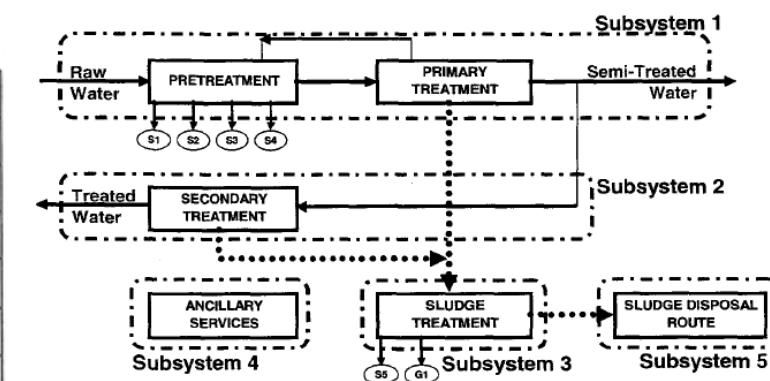 Subsystem 1
Raw
Water
PRETREATMENT
PRIMARY
TREATMENT
Semi-Treated
Water
S1
S2
S3
S4
Treated
Water
SECONDARY
TREATMENT
Subsystem 2
ANCILLARY
SERVICES
SLUDGE
TREATMENT
SLUDGE DISPOSAL
ROUTE
Subsystem 4
Subsystem 3
Subsystem 5
S5
G1